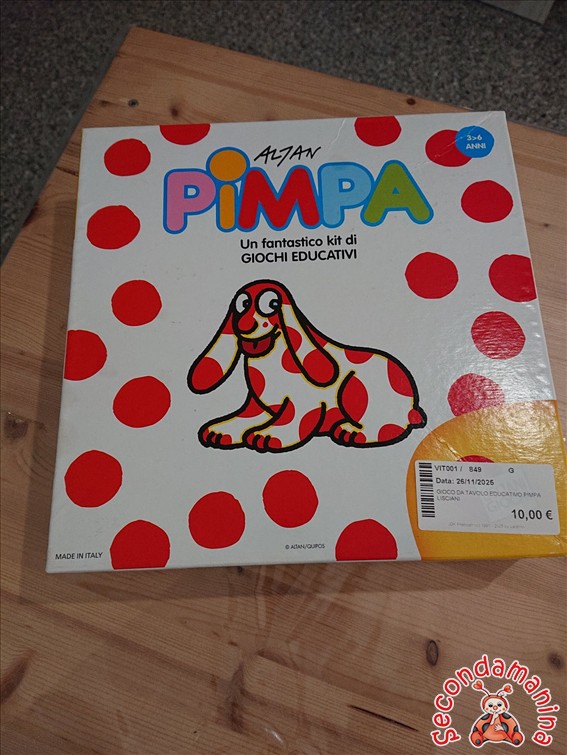 3>6
ANNI
ALTAN
PIMPA
Un fantastico kit di
GIOCHI EDUCATIVI
VIT001 / 849 G
Data: 26/11/2025
GIOCO DA TAVOLO EDUCATIVO PIMPA
LISCIANI
10,00 €
MADE IN ITALY
© ALTAN/QUIPOS
Secondamanina